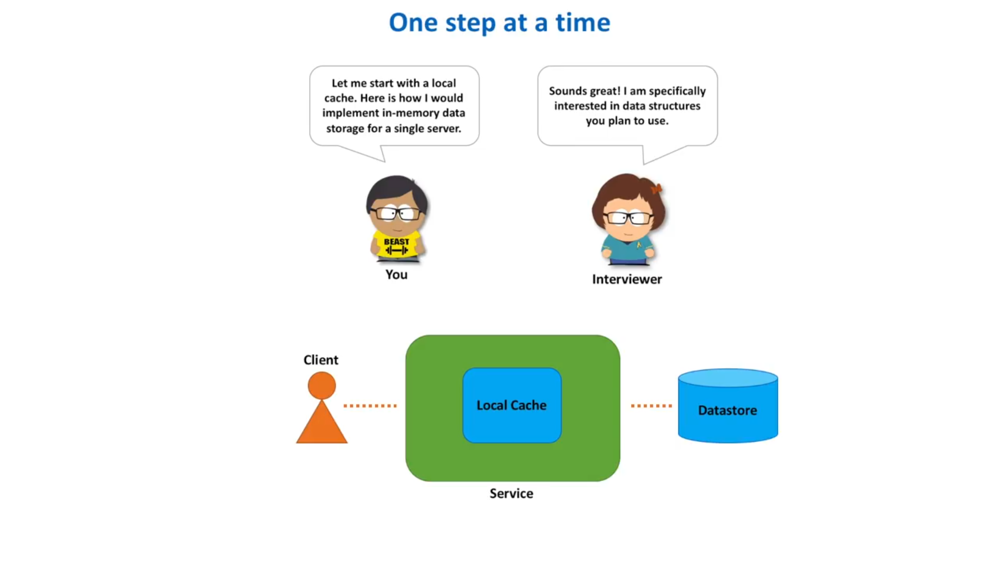 One step at a time
Let me start with a local
cache. Here is how I would
implement in-memory data
storage for a single server.
Sounds great! I am specifically
interested in data structures
you plan to use.
BEAST
You
Interviewer
Client
Local Cache
Datastore
Service